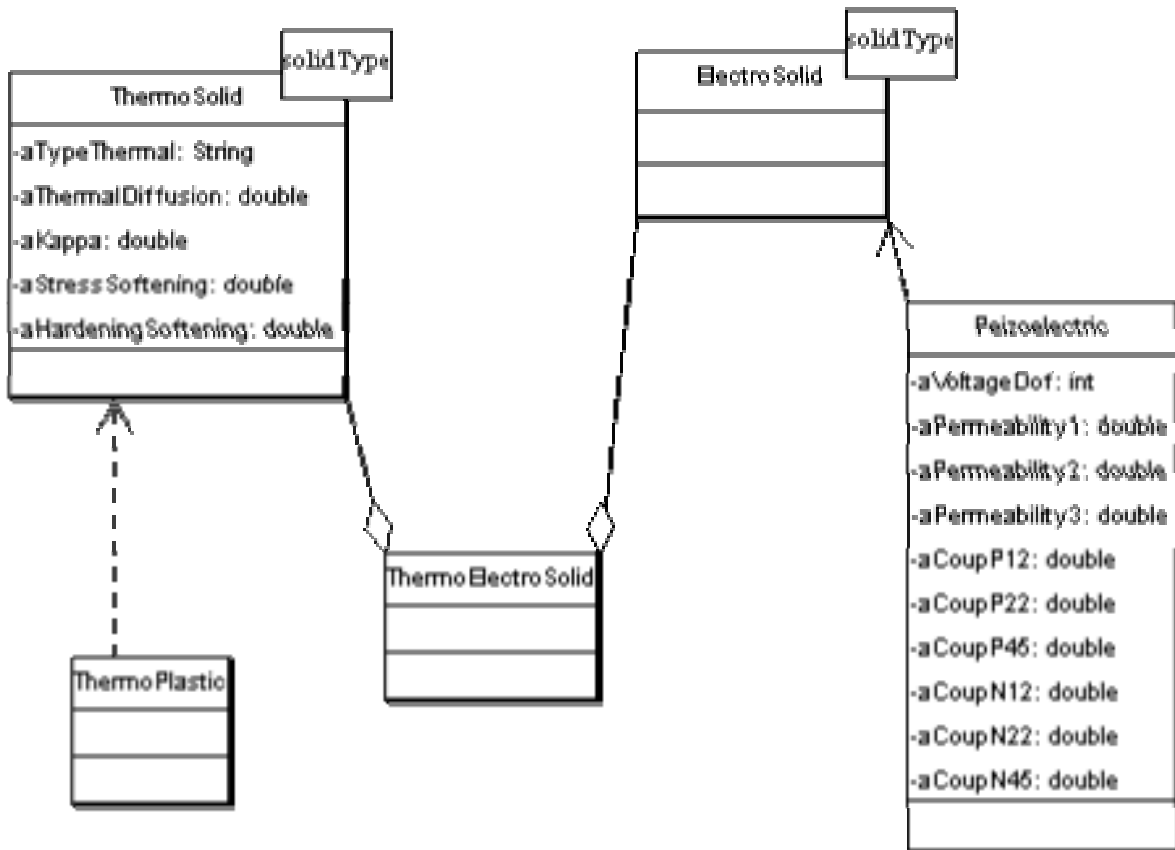 solidType
ThermoSolid
-aTypeThermal: String
-aThermalDiffusion: double
-aKappa: double
-aStressSoftening: double
-aHardeningSoftening: double
solidType
ElectroSolid
Peizoelectric
-aVoltageDof: int
-aPermeability1: double
-aPermeability2: double
-aPermeability3: double
-aCoupP12: double
-aCoupP22: double
-aCoupP45: double
-aCoupN12: double
-aCoupN22: double
-aCoupN45: double
ThermoElectroSolid
ThermoPlastic